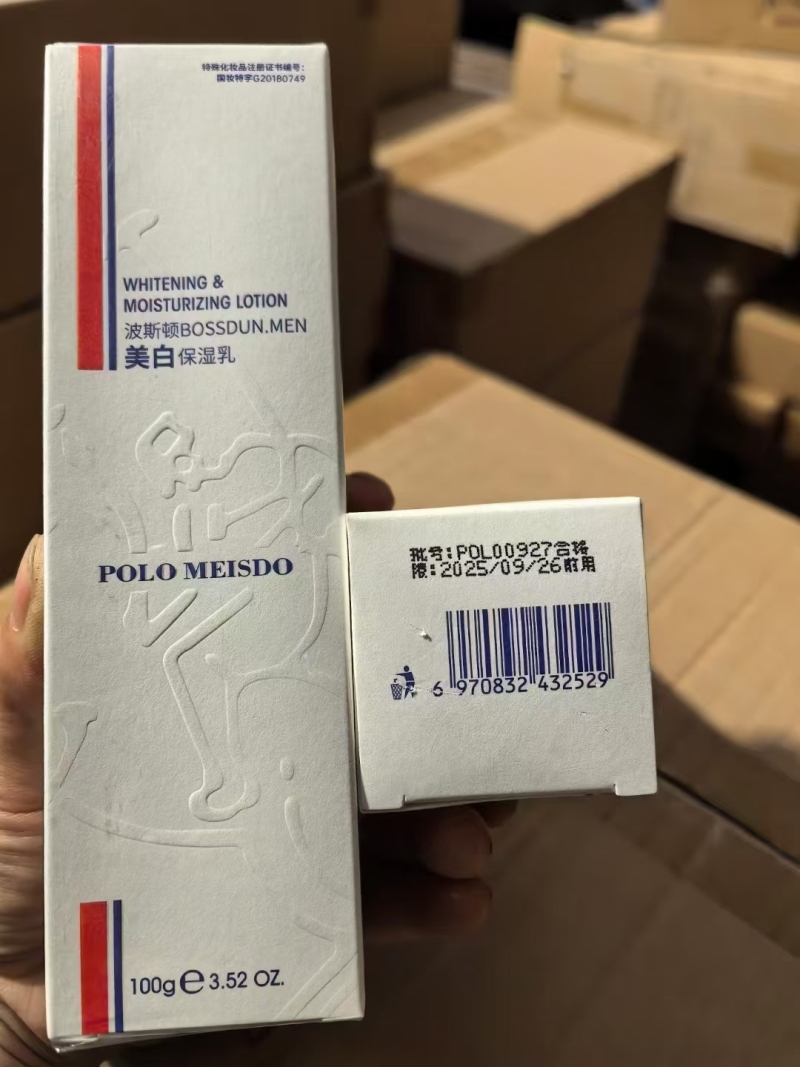 特殊化妆品注册证书编号:
国妆特字G20180749
WHITENING &
MOISTURIZING LOTION
波斯顿BOSSDUN.MEN
美白保湿乳
POLO MEISDO
100g e 3.52 OZ.
批号:POL00927合格
限:2025/09/26前用
6 970832 432529